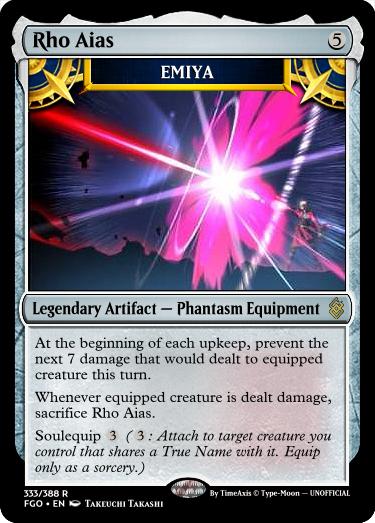 Rho Aias 5
EMIYA
Legendary Artifact — Phantasm Equipment
At the beginning of each upkeep, prevent the
next 7 damage that would dealt to equipped
creature this turn.
Whenever equipped creature is dealt damage,
sacrifice Rho Aias.
Soulequip 3 ( 3 : Attach to target creature you
control that shares a True Name with it. Equip
only as a sorcery.)
333/388 R
FGO • EN Takeuchi Takashi
By TimeAxis © Type-Moon — UNOFFICIAL